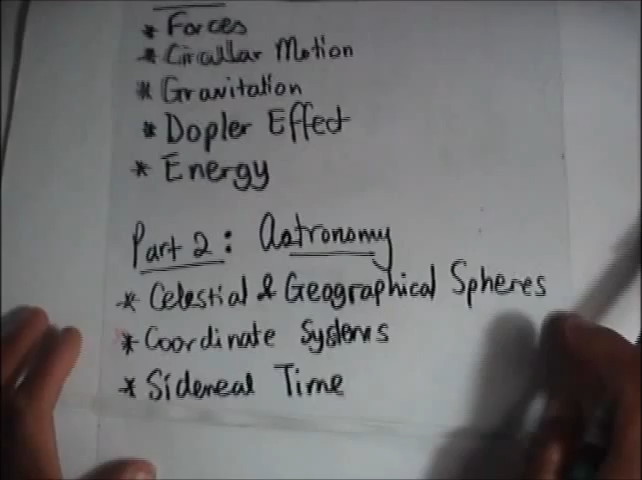 * Forces
* Circular Motion
* Gravitation
* Dopler Effect
* Energy
Part 2: Astronomy
* Celestial & Geographical Spheres
* Coordinate Systems
* Sidereal Time